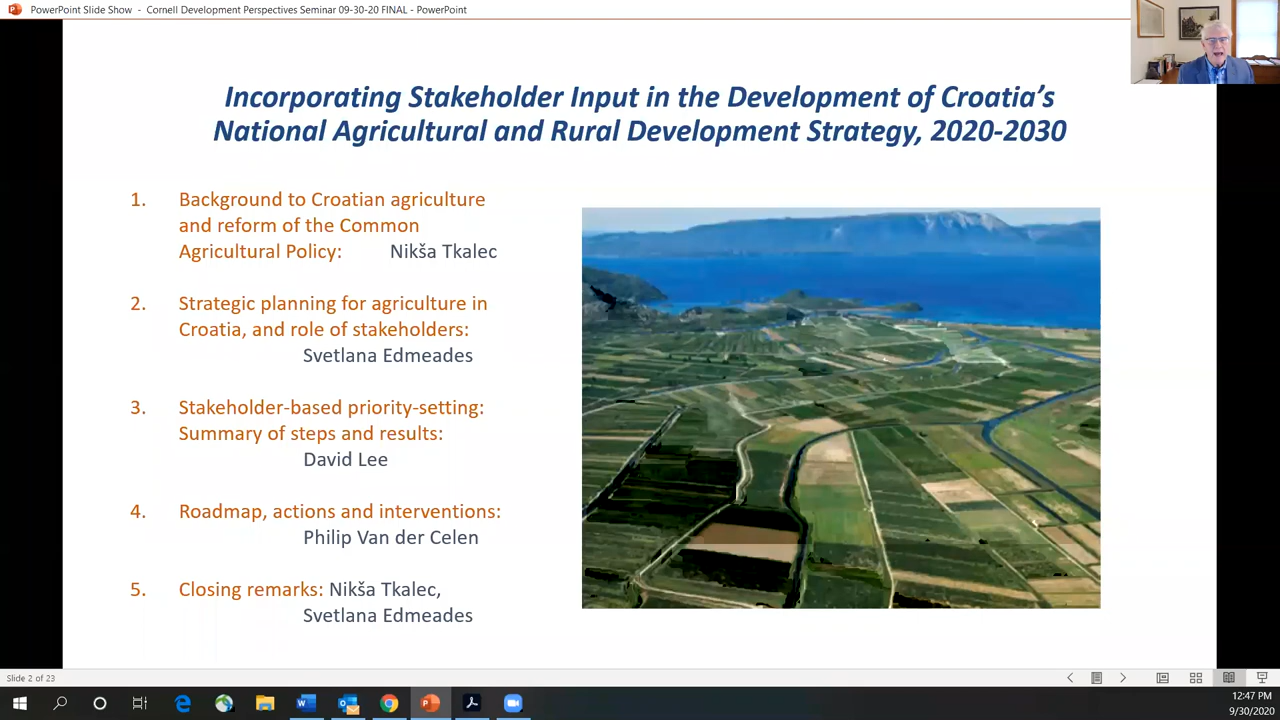 PowerPoint Slide Show - Cornell Development Perspectives Seminar 09-30-20 FINAL - PowerPoint
Incorporating Stakeholder Input in the Development of Croatia’s
National Agricultural and Rural Development Strategy, 2020-2030
1. Background to Croatian agriculture
and reform of the Common
Agricultural Policy: Nikša Tkalec
2. Strategic planning for agriculture in
Croatia, and role of stakeholders:
Svetlana Edmeades
3. Stakeholder-based priority-setting:
Summary of steps and results:
David Lee
4. Roadmap, actions and interventions:
Philip Van der Celen
5. Closing remarks: Nikša Tkalec,
Svetlana Edmeades
Slide 2 of 23
12:47 PM
9/30/2020